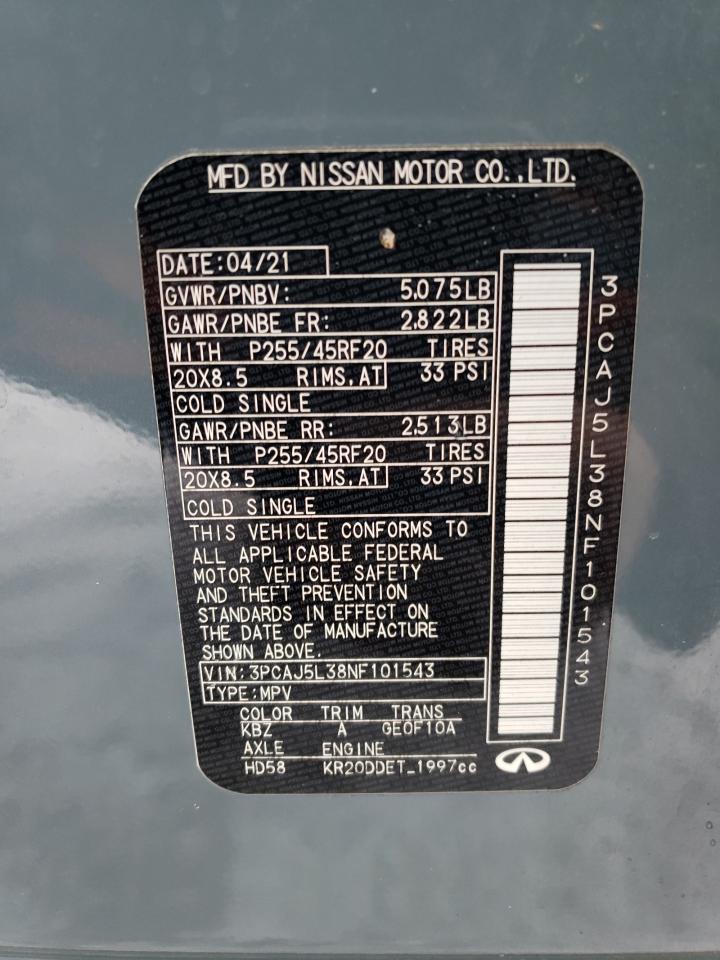 MFD BY NISSAN MOTOR CO.,LTD.
DATE:04/21
GVWR/PNBV: 5,075LB
GAWR/PNBE FR: 2,822LB
WITH P255/45RF20 TIRES
20X8.5 RIMS,AT 33 PSI
COLD SINGLE
GAWR/PNBE RR: 2,513LB
WITH P255/45RF20 TIRES
20X8.5 RIMS,AT 33 PSI
COLD SINGLE
THIS VEHICLE CONFORMS TO
ALL APPLICABLE FEDERAL
MOTOR VEHICLE SAFETY
AND THEFT PREVENTION
STANDARDS IN EFFECT ON
THE DATE OF MANUFACTURE
SHOWN ABOVE.
VIN:3PCAJ5L38NF101543
TYPE:MPV
COLOR TRIM TRANS
KBZ A GE0F10A
AXLE ENGINE
HD58 KR20DDET_1997cc
3PCAJ5L38NF101543